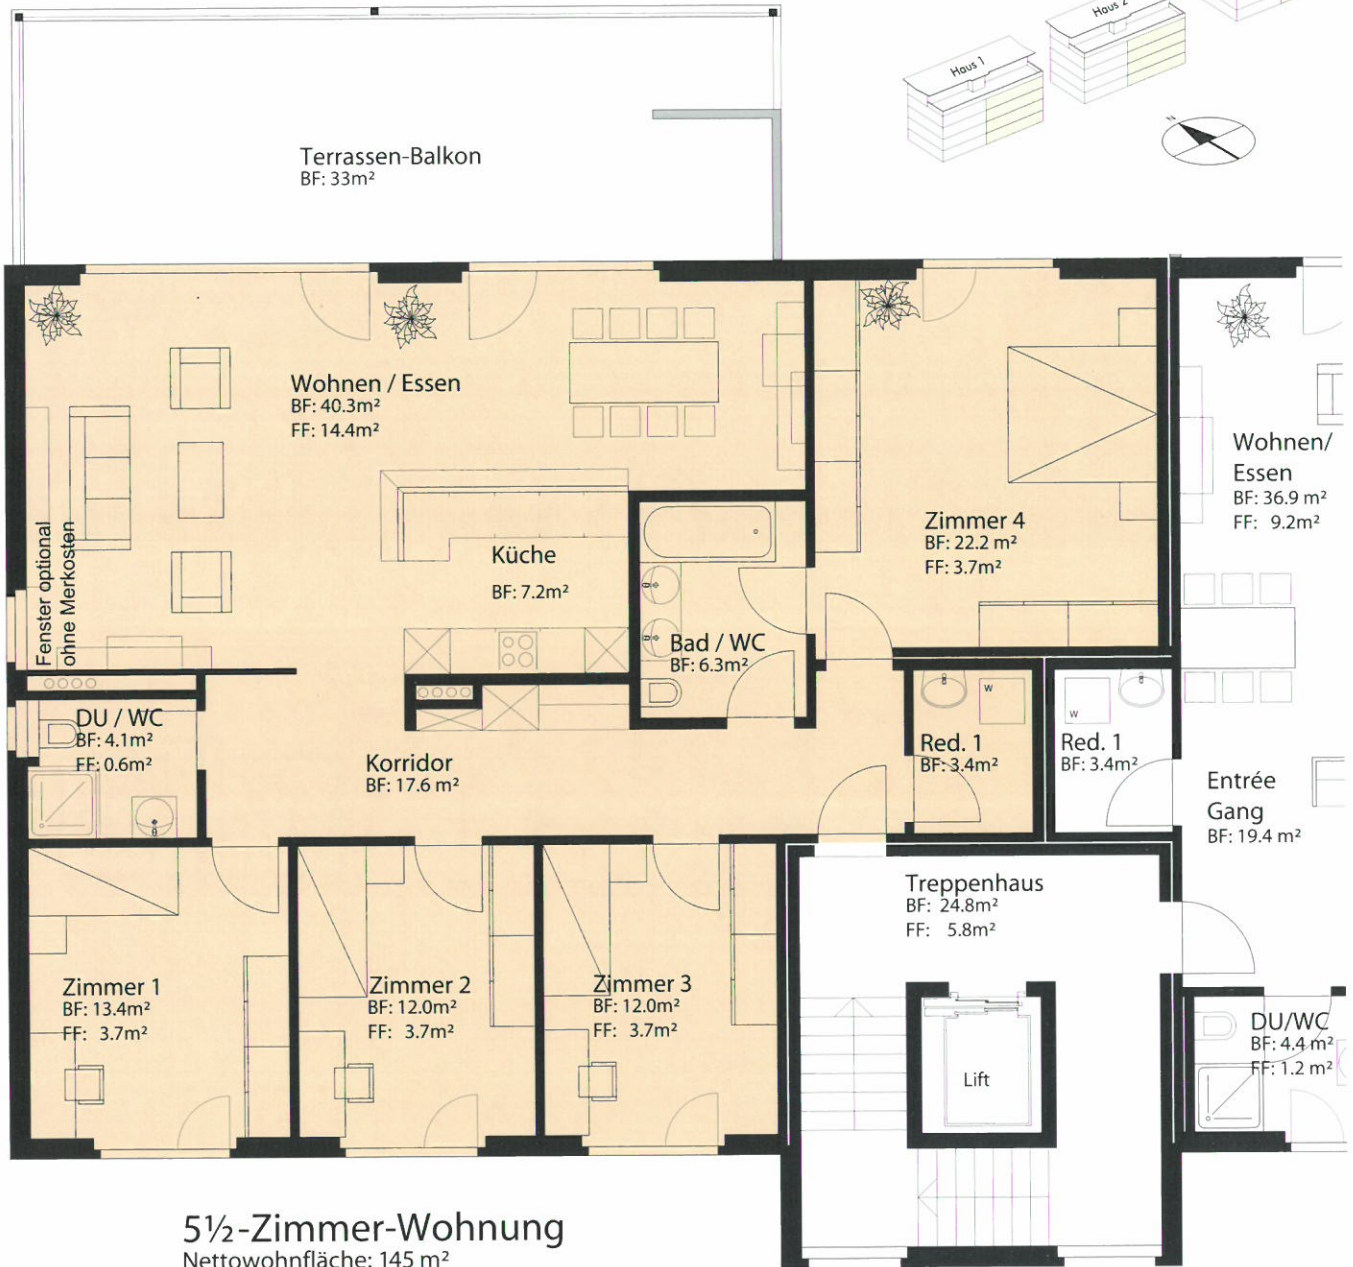 Haus 2
Haus 1
N
Terrassen-Balkon
BF: 33m²
Wohnen / Essen
BF: 40.3m²
FF: 14.4m²
Zimmer 4
BF: 22.2 m²
FF: 3.7m²
Wohnen/
Essen
BF: 36.9 m²
FF: 9.2m²
Küche
BF: 7.2m²
Fenster optional
ohne Merkosten
Bad / WC
BF: 6.3m²
DU / WC
BF: 4.1m²
FF: 0.6m²
Korridor
BF: 17.6 m²
W
Red. 1
BF: 3.4m²
W
Red. 1
BF: 3.4m²
Entrée
Gang
BF: 19.4 m²
Treppenhaus
BF: 24.8m²
FF: 5.8m²
Zimmer 1
BF: 13.4m²
FF: 3.7m²
Zimmer 2
BF: 12.0m²
FF: 3.7m²
Zimmer 3
BF: 12.0m²
FF: 3.7m²
Lift
DU/WC
BF: 4.4 m²
FF: 1.2 m²
5½-Zimmer-Wohnung
Nettowohnfläche: 145 m²